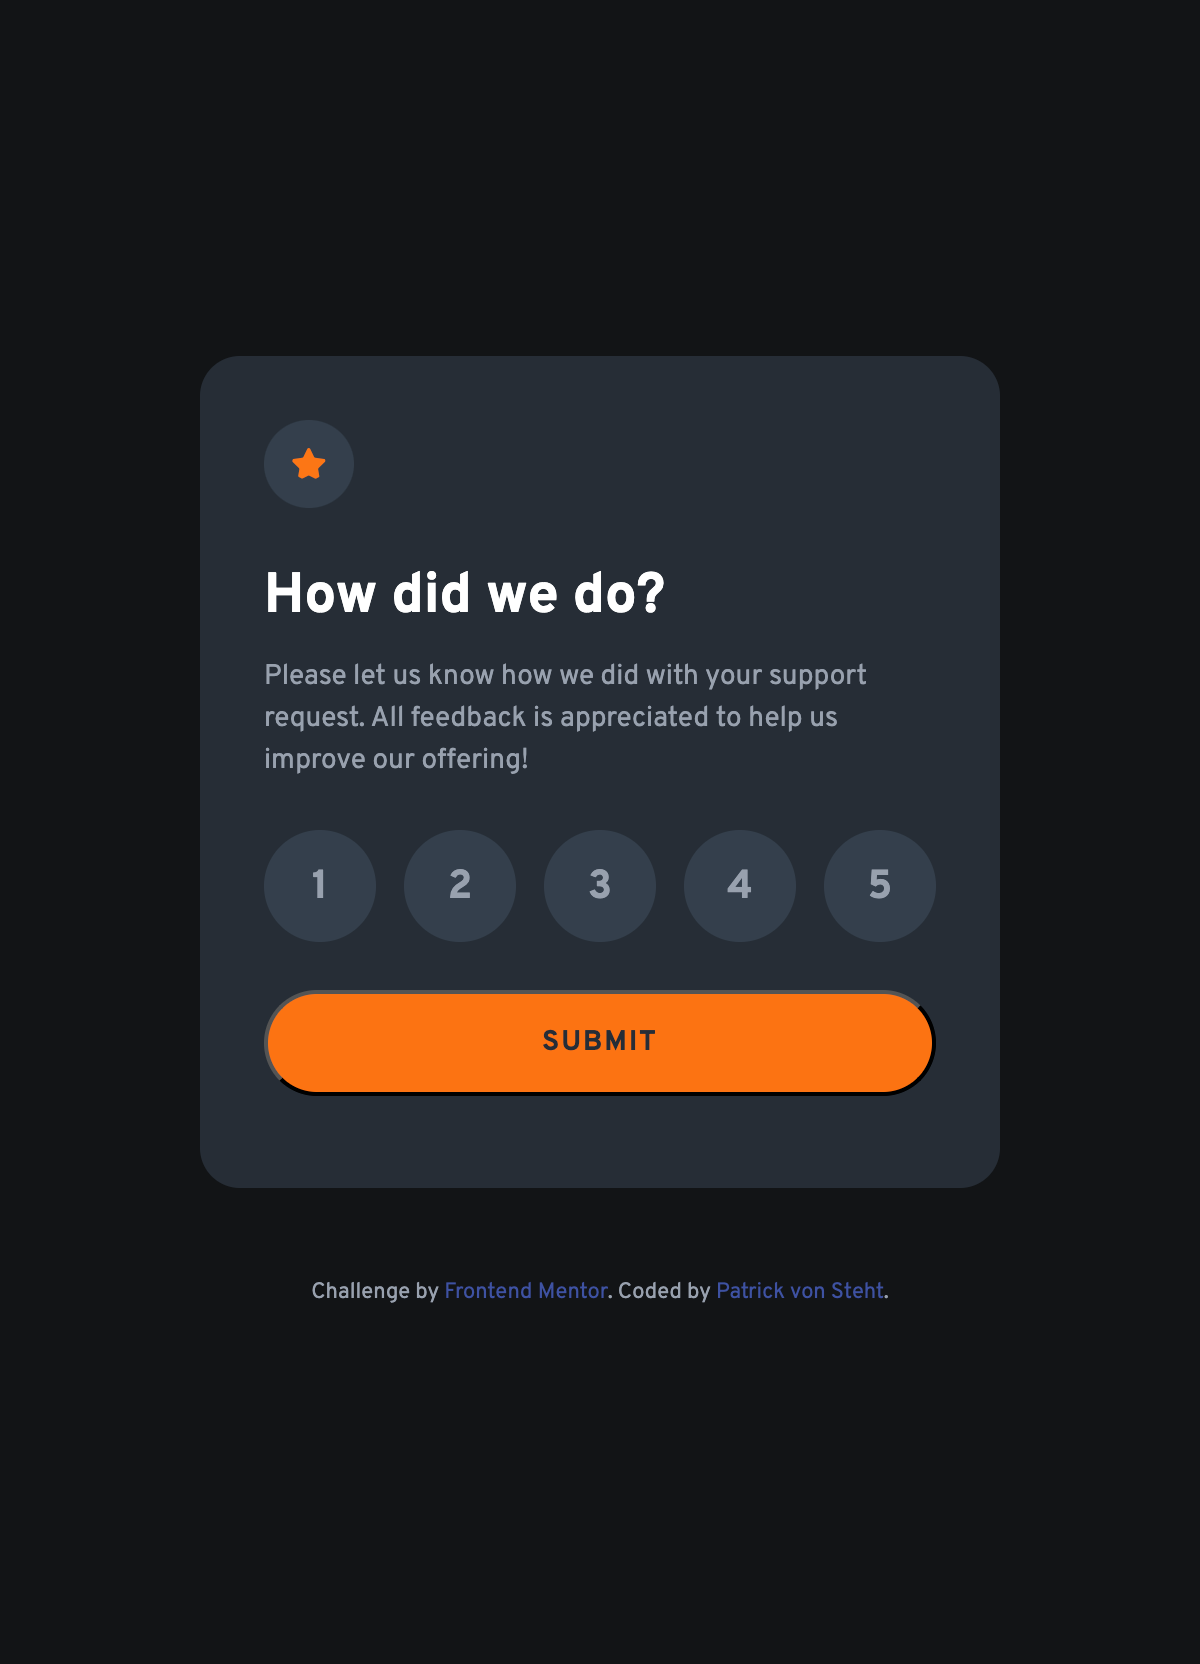 How did we do?
Please let us know how we did with your support
request. All feedback is appreciated to help us
improve our offering!
1 2 3 4 5
SUBMIT
Challenge by Frontend Mentor. Coded by Patrick von Steht.